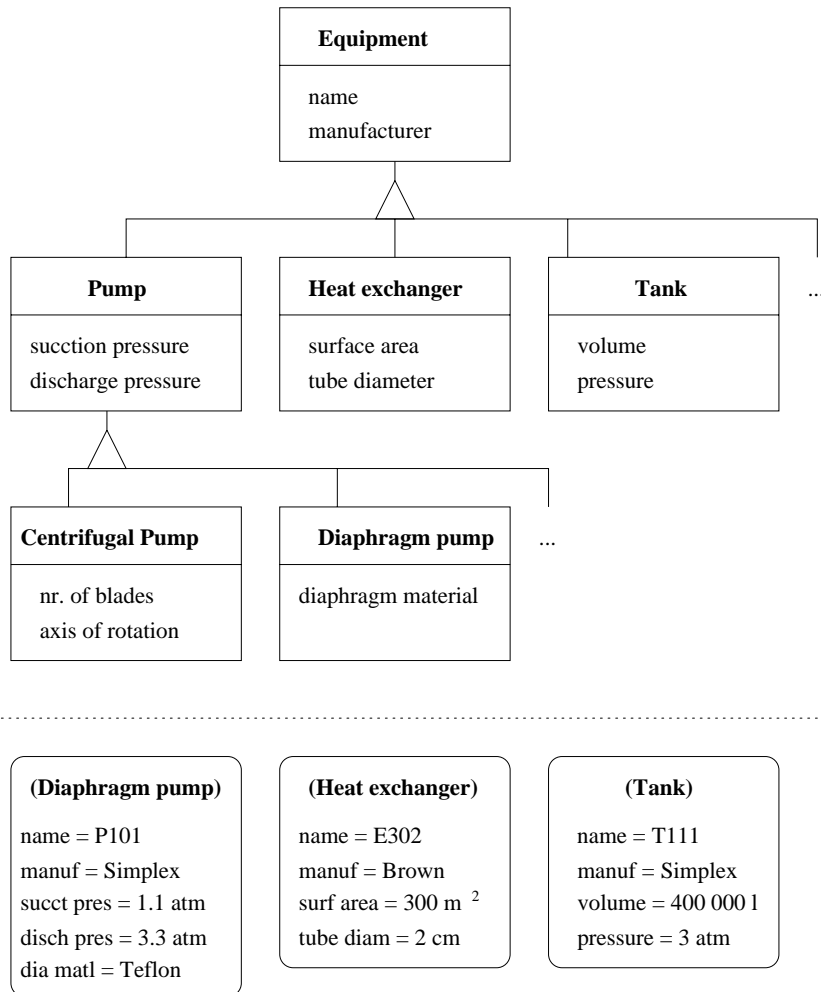 Equipment
name
manufacturer
Pump
sucction pressure
discharge pressure
Heat exchanger
surface area
tube diameter
Tank
volume
pressure
...
Centrifugal Pump
nr. of blades
axis of rotation
Diaphragm pump
diaphragm material
...
(Diaphragm pump)
name = P101
manuf = Simplex
succt pres = 1.1 atm
disch pres = 3.3 atm
dia matl = Teflon
(Heat exchanger)
name = E302
manuf = Brown
surf area = 300 m 2
tube diam = 2 cm
(Tank)
name = T111
manuf = Simplex
volume = 400 000 l
pressure = 3 atm